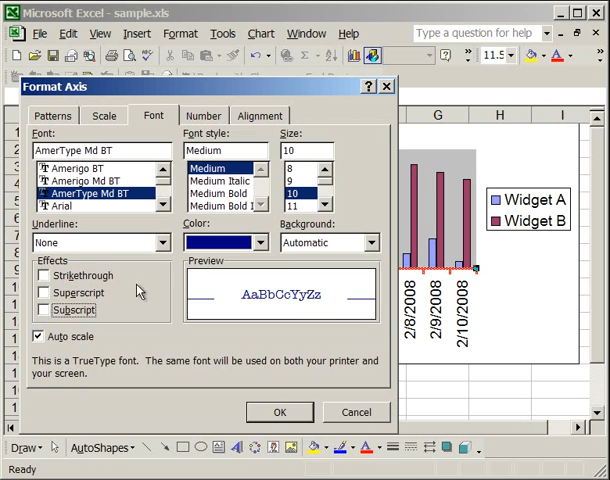 Microsoft Excel - sample.xls
File Edit View Insert Format Tools Chart Window Help Type a question for help
11.5
Format Axis
Patterns Scale Font Number Alignment
Font: Font style: Size:
AmerType Md BT Medium 10
Amerigo BT Medium 8
Amerigo Md BT Medium Italic 9
AmerType Md BT Medium Bold 10
Arial Medium Bold I 11
Underline: Color: Background:
None Automatic
Effects Preview
Strikethrough
Superscript
Subscript
AaBbCcYyZz
Auto scale
This is a TrueType font. The same font will be used on both your printer and
your screen.
OK Cancel
G H I
Widget A
Widget B
2/8/2008
2/9/2008
2/10/2008
Draw AutoShapes
Ready